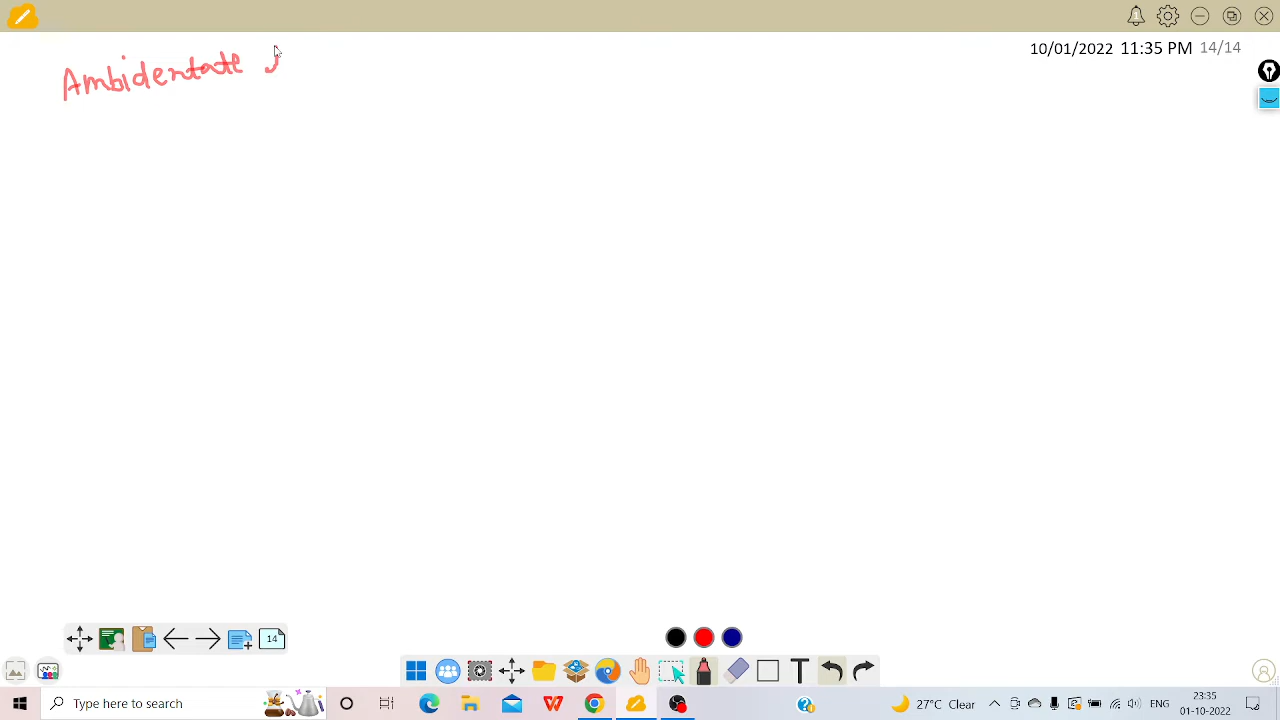 10/01/2022 11:35 PM 14/14
Ambidentate
14
Type here to search
27°C Clear
ENG
23:35
01-10-2022